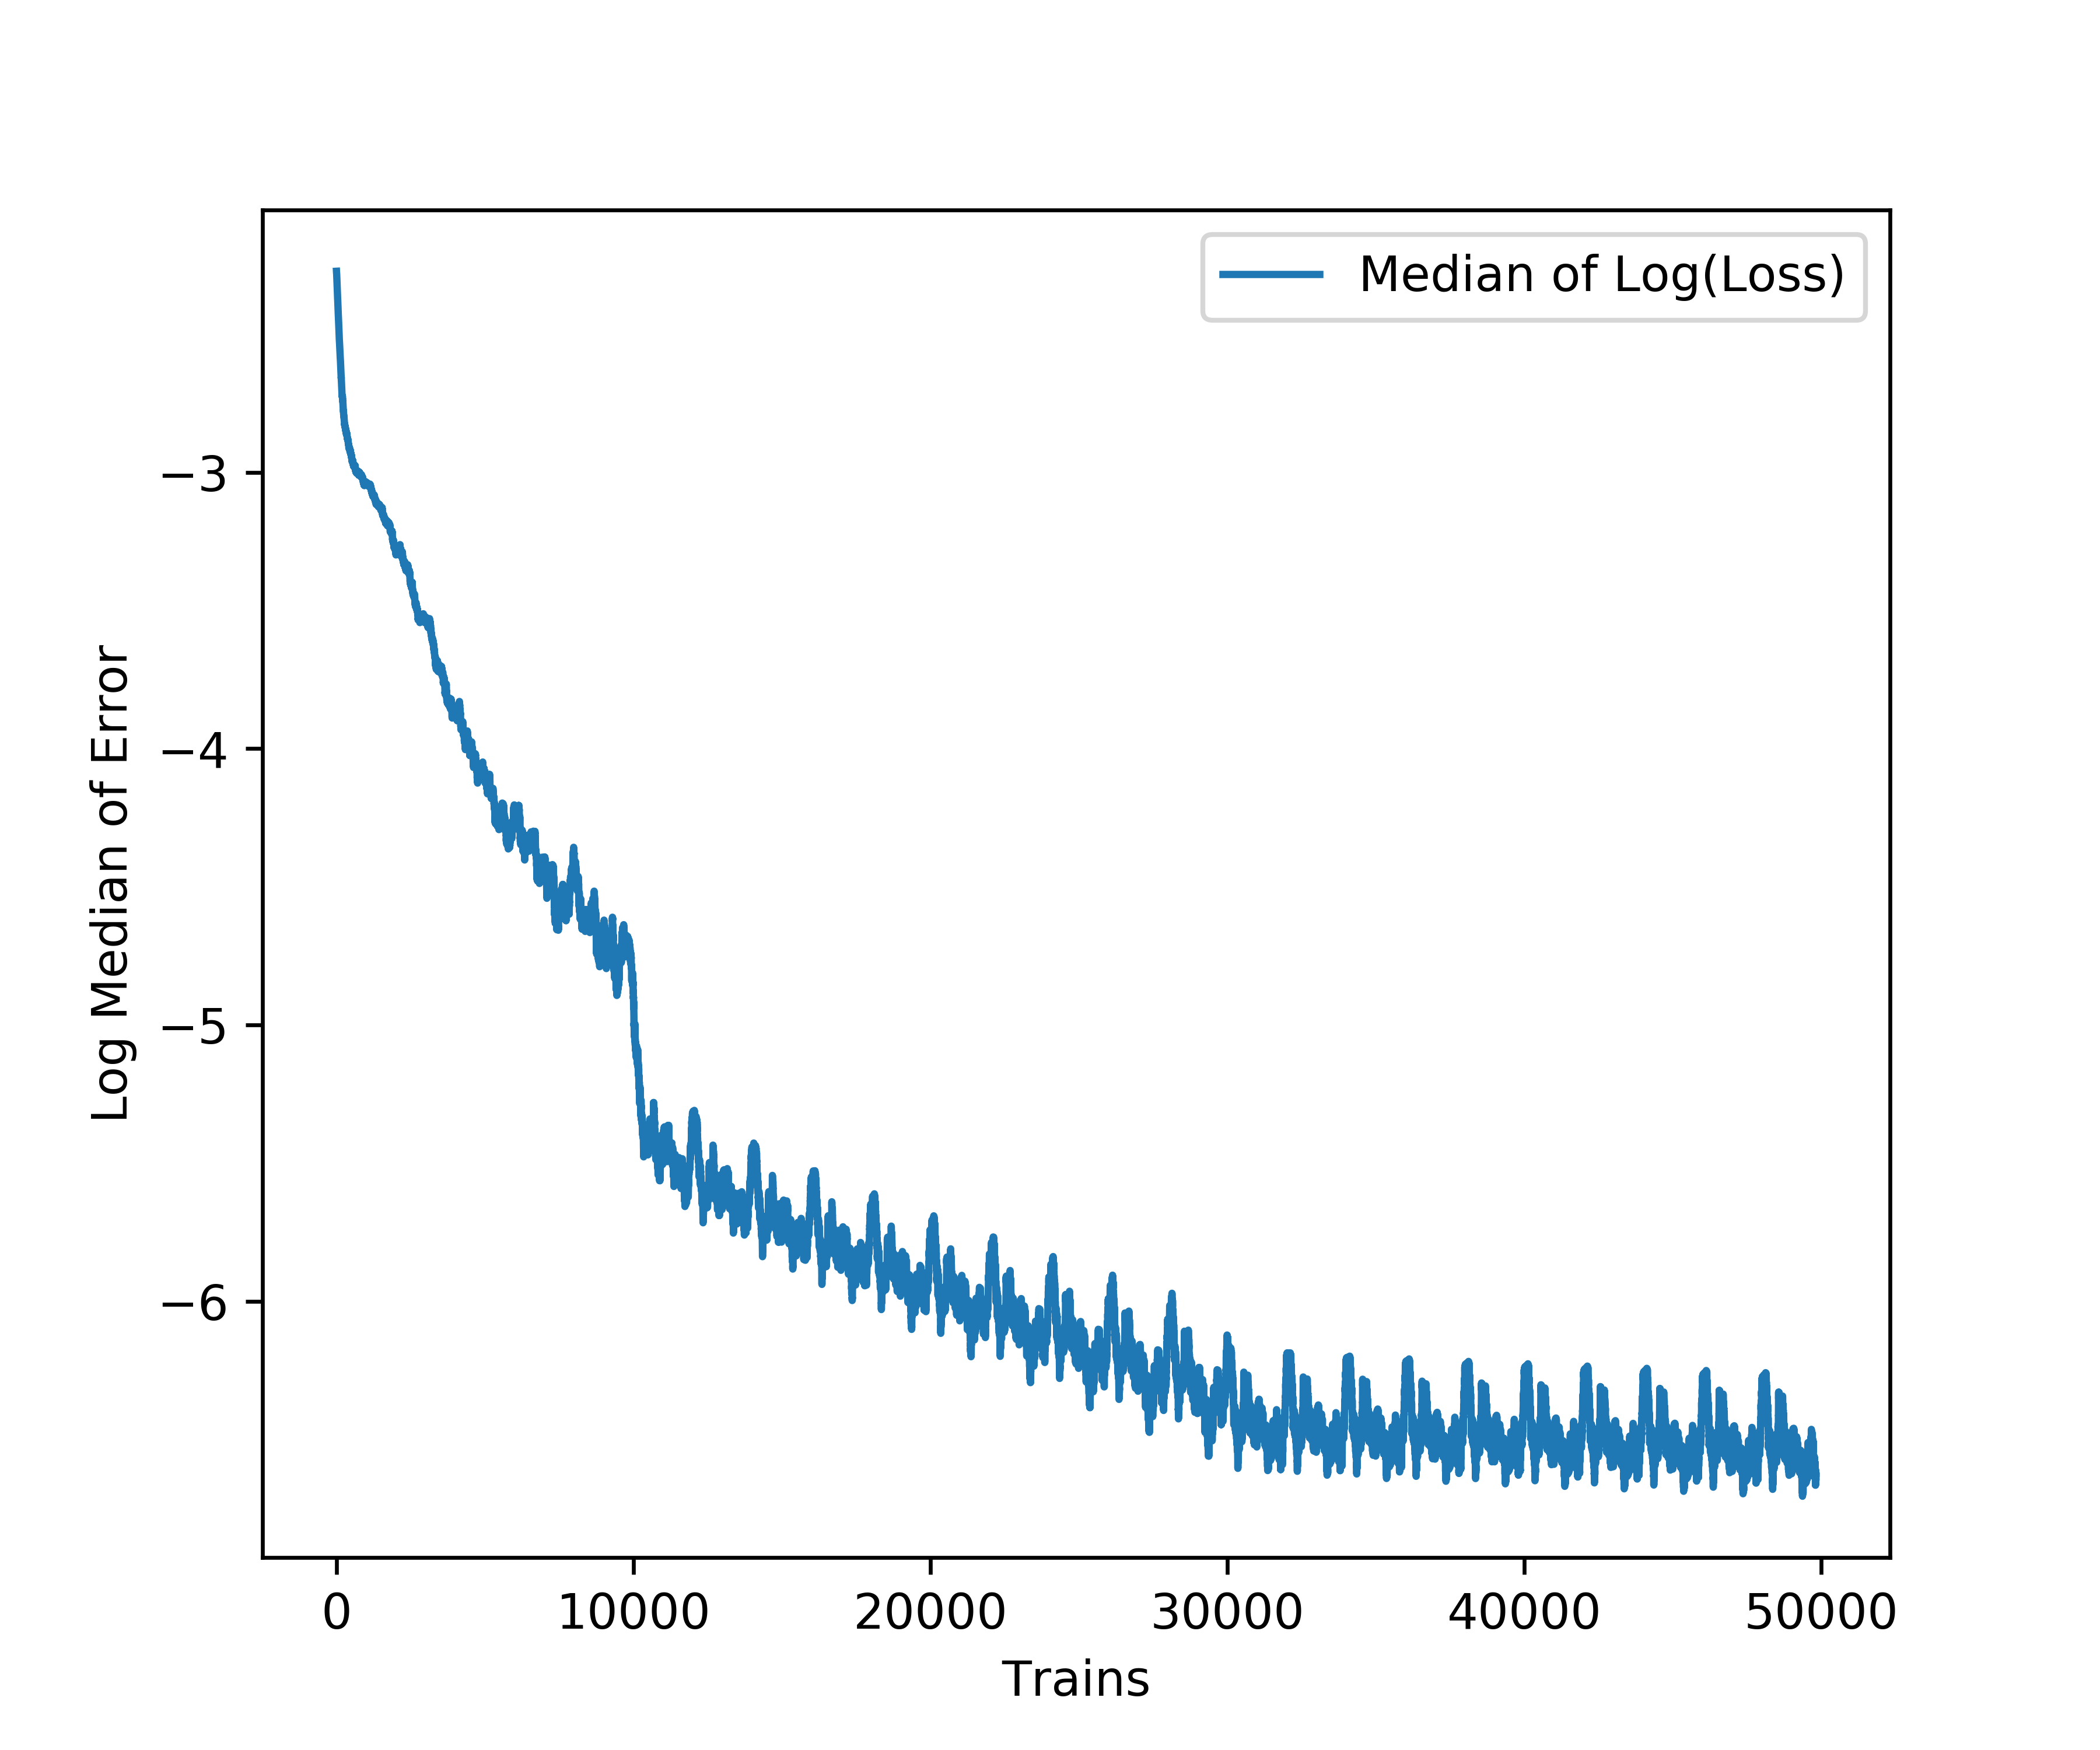 Median of Log(Loss)
Log Median of Error
−3
−4
−5
−6
0 10000 20000 30000 40000 50000
Trains